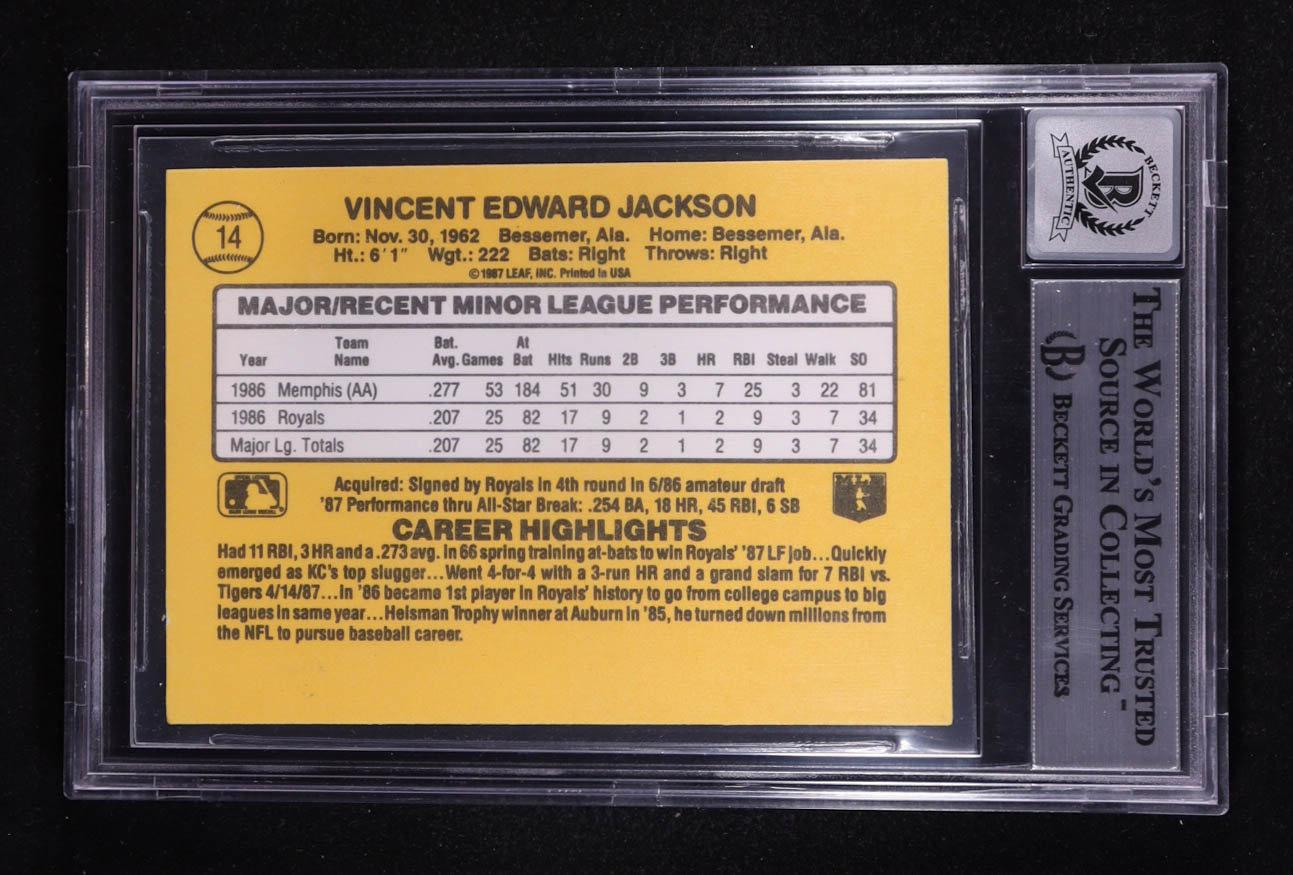 14
VINCENT EDWARD JACKSON
Born: Nov. 30, 1962 Bessemer, Ala. Home: Bessemer, Ala.
Ht.: 6'1" Wgt.: 222 Bats: Right Throws: Right
©1987 LEAF, INC. Printed in USA
MAJOR/RECENT MINOR LEAGUE PERFORMANCE
Year Team Name Bat. Avg. Games At Bat Hits Runs 2B 3B HR RBI Steal Walk SO
1986 Memphis (AA) .277 53 184 51 30 9 3 7 25 3 22 81
1986 Royals .207 25 82 17 9 2 1 2 9 3 7 34
Major Lg. Totals .207 25 82 17 9 2 1 2 9 3 7 34
Acquired: Signed by Royals in 4th round in 6/86 amateur draft
'87 Performance thru All-Star Break: .254 BA, 18 HR, 45 RBI, 6 SB
MAJOR LEAGUE BASEBALL
CAREER HIGHLIGHTS
Had 11 RBI, 3 HR and a .273 avg. in 66 spring training at-bats to win Royals' '87 LF job...Quickly
emerged as KC's top slugger...Went 4-for-4 with a 3-run HR and a grand slam for 7 RBI vs.
Tigers 4/14/87...In '86 became 1st player in Royals' history to go from college campus to big
leagues in same year...Heisman Trophy winner at Auburn in '85, he turned down millions from
the NFL to pursue baseball career.
BECKETT
B
AUTHENTIC
THE WORLD'S MOST TRUSTED
SOURCE IN COLLECTING™
B BECKETT GRADING SERVICES